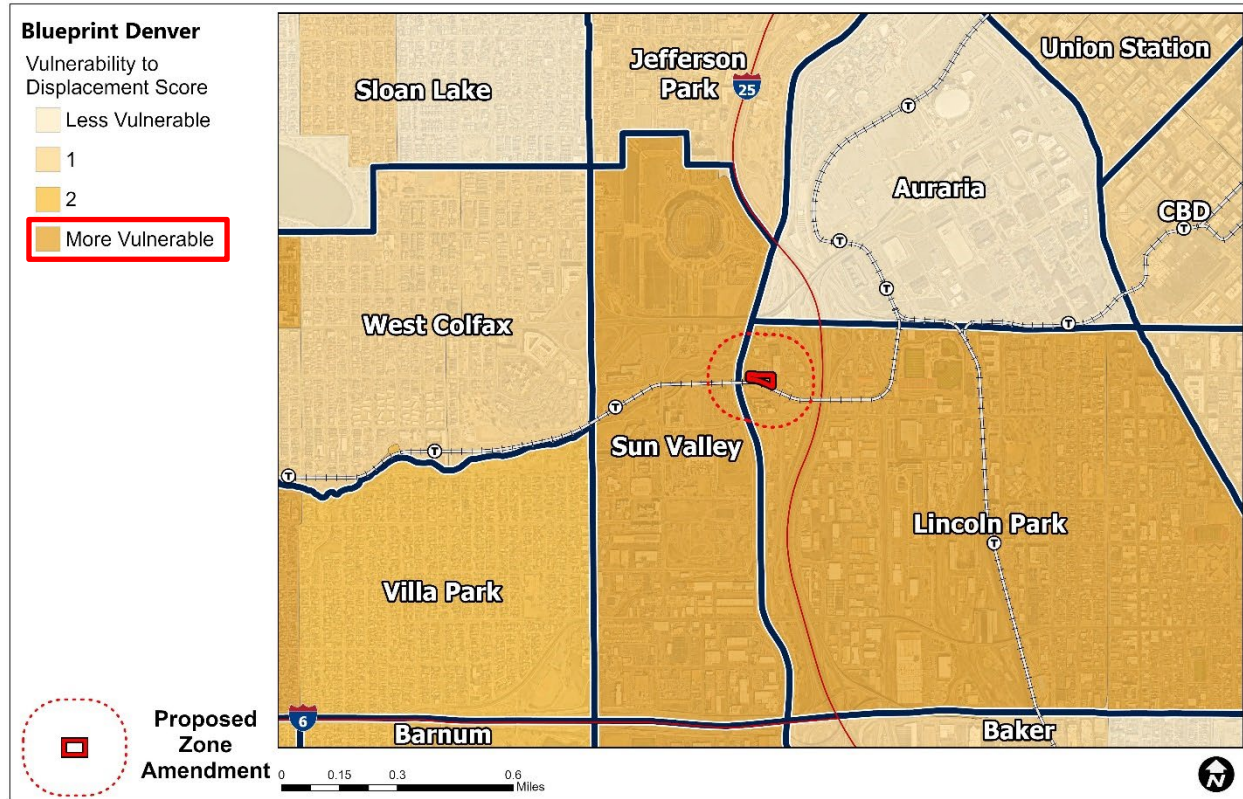 Blueprint Denver
Vulnerability to
Displacement Score
Less Vulnerable
1
2
More Vulnerable
Proposed
Zone
Amendment
Sloan Lake
Jefferson
Park
25
Union Station
Auraria
CBD
T
T
T
T
T
West Colfax
T
T
T
Sun Valley
Lincoln Park
T
Villa Park
6
Barnum
Baker
0 0.15 0.3 0.6
Miles
N